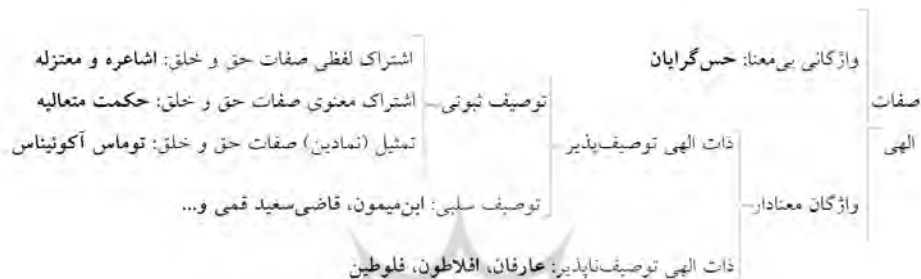 صفات
الهی
واژگانی بی‌معنا: حس‌گرایان
واژگان معنادار
ذات الهی توصیف‌پذیر
توصیف ثبوتی
اشتراک لفظی صفات حق و خلق: اشاعره و معتزله
اشتراک معنوی صفات حق و خلق: حکمت متعالیه
تمثیل (نمادین) صفات حق و خلق: توماس آکوئیناس
توصیف سلبی: ابن‌میمون، قاضی‌سعید قمی و...
ذات الهی توصیف‌ناپذیر: عارفان، افلاطون، فلوطین